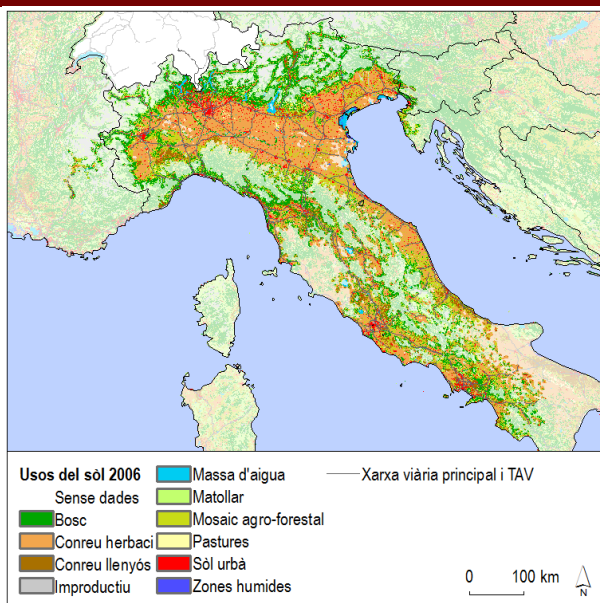 Usos del sòl 2006
Sense dades
Bosc
Conreu herbaci
Conreu llenyós
Improductiu
Massa d'aigua
Matollar
Mosaic agro-forestal
Pastures
Sòl urbà
Zones humides
Xarxa viària principal i TAV
0 100 km
N